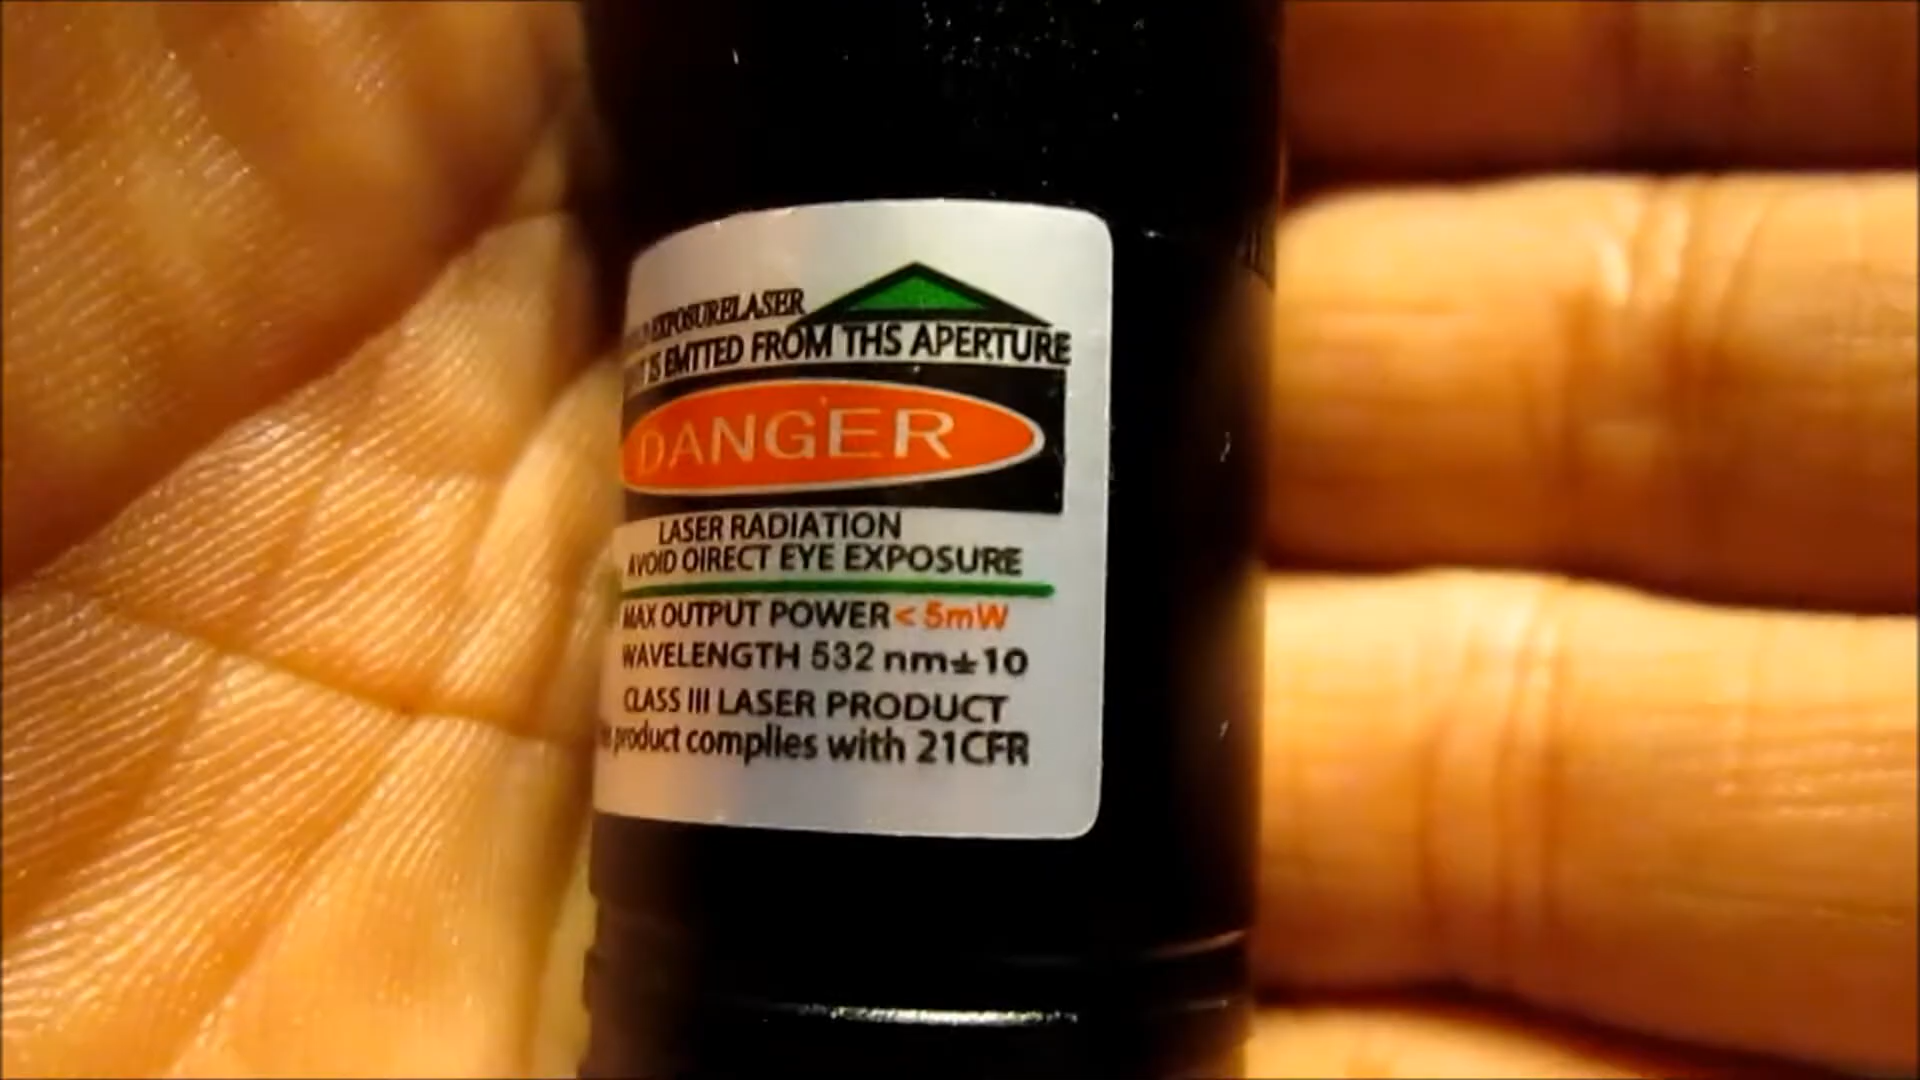 EXPOSURELASER
IS EMTTED FROM THS APERTURE
DANGER
LASER RADIATION
AVOID OIRECT EYE EXPOSURE
MAX OUTPUT POWER < 5mW
WAVELENGTH 532 nm±10
CLASS III LASER PRODUCT
product complies with 21CFR